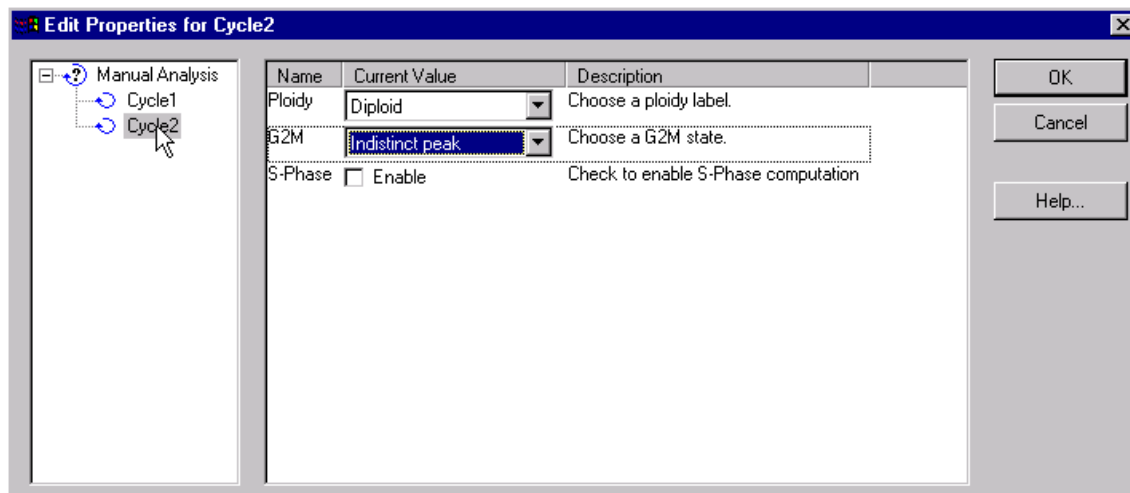 Edit Properties for Cycle2
Manual Analysis
Cycle1
Cycle2
Name Current Value Description
Ploidy Diploid Choose a ploidy label.
G2M Indistinct peak Choose a G2M state.
S-Phase Enable Check to enable S-Phase computation
OK
Cancel
Help...